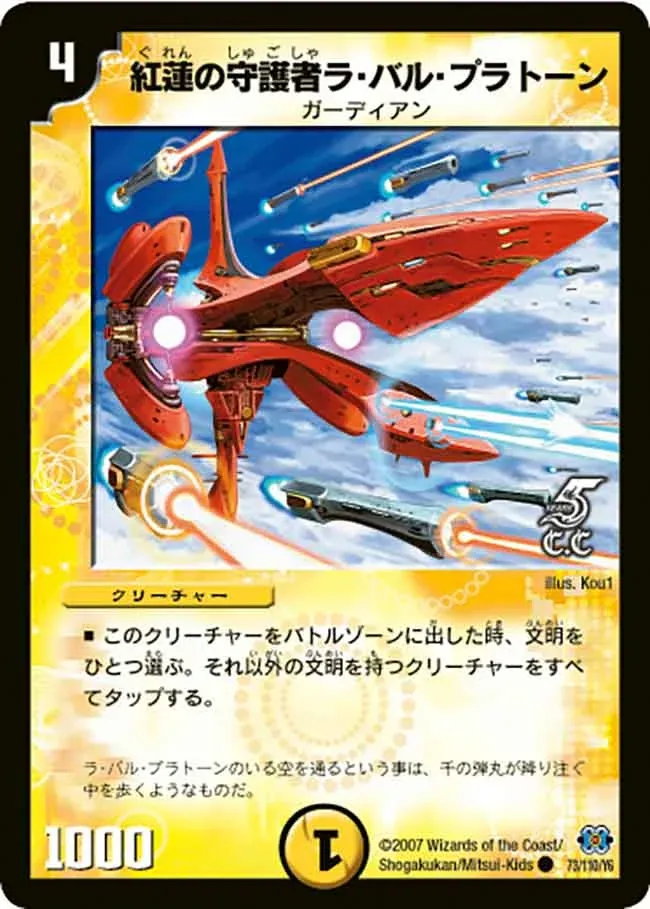 4
ぐれん しゅごしゃ
紅蓮の守護者ラ・バル・プラトーン
ガーディアン
5
YEARS
C.C
illus. Kou1
クリーチャー
■ このクリーチャーをバトルゾーンに出した時、文明を
ひとつ選ぶ。それ以外の文明を持つクリーチャーをすべ
てタップする。
ラ・バル・プラトーンのいる空を通るという事は、千の弾丸が降り注ぐ
中を歩くようなものだ。
1000
1
©2007 Wizards of the Coast/
Shogakukan/Mitsui-Kids
73/110/Y6